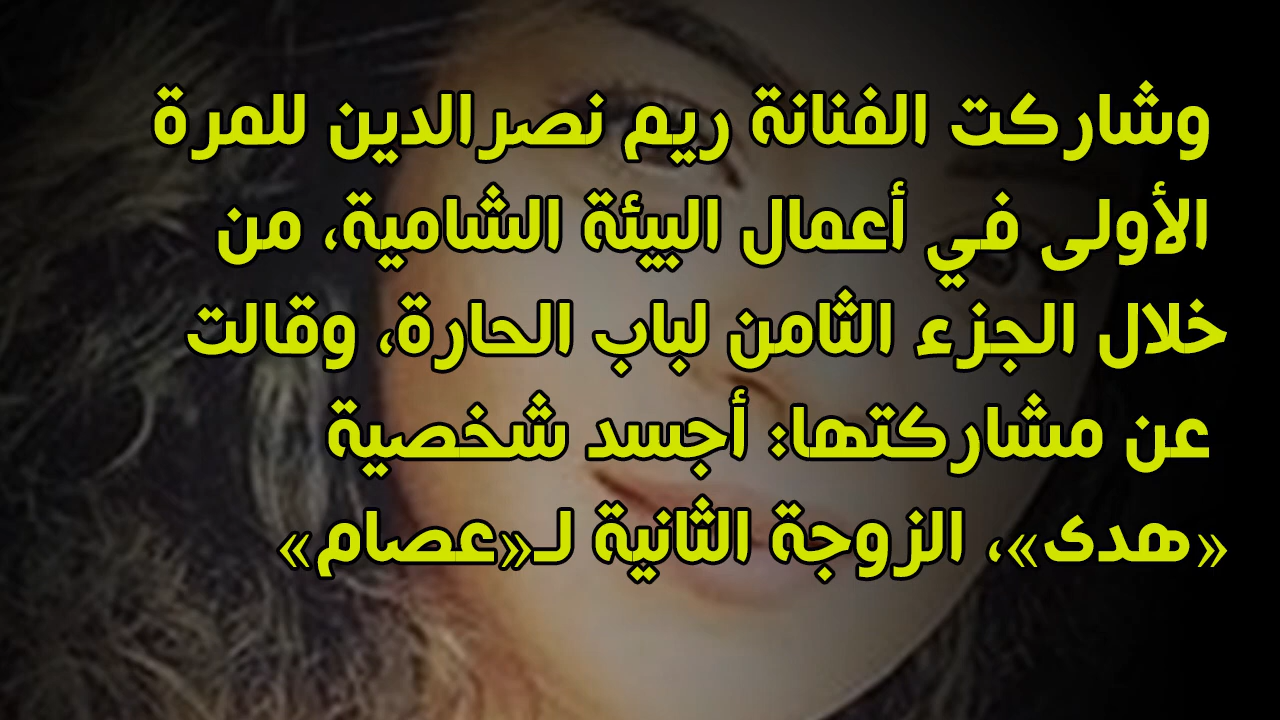 وشاركت الفنانة ريم نصرالدين للمرة
الأولى في أعمال البيئة الشامية، من
خلال الجزء الثامن لباب الحارة، وقالت
عن مشاركتها: أجسد شخصية
«هدى»، الزوجة الثانية لـ«عصام»